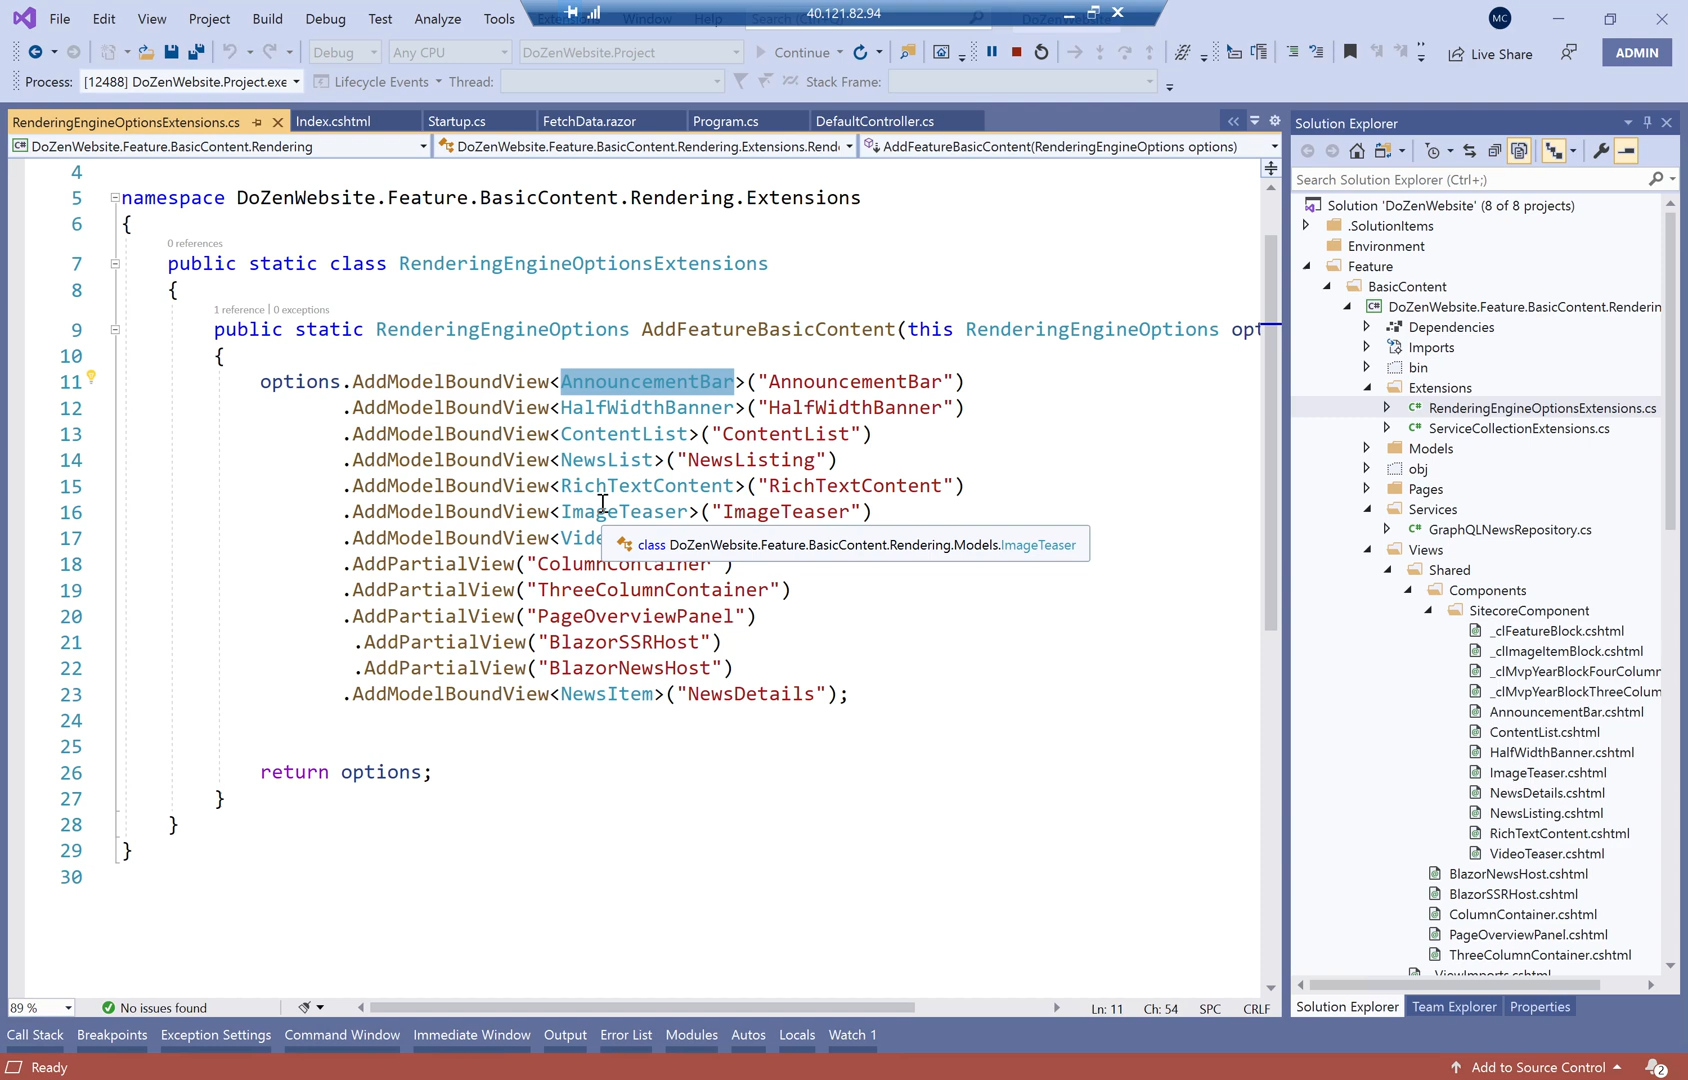 File Edit View Project Build Debug Test Analyze Tools Extensions Window Help 40.121.82.94 MC
Debug Any CPU DoZenWebsite.Project Continue Live Share ADMIN
Process: [12488] DoZenWebsite.Project.exe Lifecycle Events Thread: Stack Frame:
RenderingEngineOptionsExtensions.cs Index.cshtml Startup.cs FetchData.razor Program.cs DefaultController.cs
DoZenWebsite.Feature.BasicContent.Rendering DoZenWebsite.Feature.BasicContent.Rendering.Extensions.Rend AddFeatureBasicContent(RenderingEngineOptions options)
4
5 namespace DoZenWebsite.Feature.BasicContent.Rendering.Extensions
6 {
0 references
7 public static class RenderingEngineOptionsExtensions
8 {
1 reference | 0 exceptions
9 public static RenderingEngineOptions AddFeatureBasicContent(this RenderingEngineOptions opt
10 {
11 options.AddModelBoundView<AnnouncementBar>("AnnouncementBar")
12 .AddModelBoundView<HalfWidthBanner>("HalfWidthBanner")
13 .AddModelBoundView<ContentList>("ContentList")
14 .AddModelBoundView<NewsList>("NewsListing")
15 .AddModelBoundView<RichTextContent>("RichTextContent")
16 .AddModelBoundView<ImageTeaser>("ImageTeaser")
17 .AddModelBoundView<Vide
class DoZenWebsite.Feature.BasicContent.Rendering.Models.ImageTeaser
18 .AddPartialView("ColumnContainer")
19 .AddPartialView("ThreeColumnContainer")
20 .AddPartialView("PageOverviewPanel")
21 .AddPartialView("BlazorSSRHost")
22 .AddPartialView("BlazorNewsHost")
23 .AddModelBoundView<NewsItem>("NewsDetails");
24
25
26 return options;
27 }
28 }
29 }
30
89 % No issues found Ln: 11 Ch: 54 SPC CRLF
Solution Explorer
Search Solution Explorer (Ctrl+;)
Solution 'DoZenWebsite' (8 of 8 projects)
.SolutionItems
Environment
Feature
BasicContent
DoZenWebsite.Feature.BasicContent.Renderin
Dependencies
Imports
bin
Extensions
RenderingEngineOptionsExtensions.cs
ServiceCollectionExtensions.cs
Models
obj
Pages
Services
GraphQLNewsRepository.cs
Views
Shared
Components
SitecoreComponent
_clFeatureBlock.cshtml
_clImageItemBlock.cshtml
_clMvpYearBlockFourColumn
_clMvpYearBlockThreeColum
AnnouncementBar.cshtml
ContentList.cshtml
HalfWidthBanner.cshtml
ImageTeaser.cshtml
NewsDetails.cshtml
NewsListing.cshtml
RichTextContent.cshtml
VideoTeaser.cshtml
BlazorNewsHost.cshtml
BlazorSSRHost.cshtml
ColumnContainer.cshtml
PageOverviewPanel.cshtml
ThreeColumnContainer.cshtml
_ViewImports.cshtml
Solution Explorer Team Explorer Properties
Call Stack Breakpoints Exception Settings Command Window Immediate Window Output Error List Modules Autos Locals Watch 1
Ready Add to Source Control 2